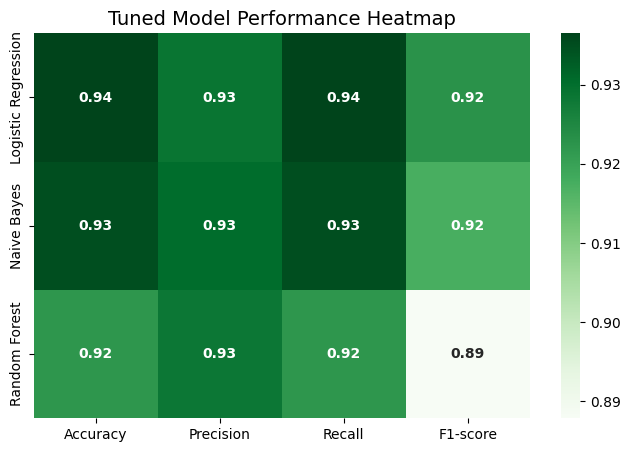 Tuned Model Performance Heatmap
Logistic Regression
0.94 0.93 0.94 0.92
Naive Bayes
0.93 0.93 0.93 0.92
Random Forest
0.92 0.93 0.92 0.89
Accuracy Precision Recall F1-score
0.93
0.92
0.91
0.90
0.89